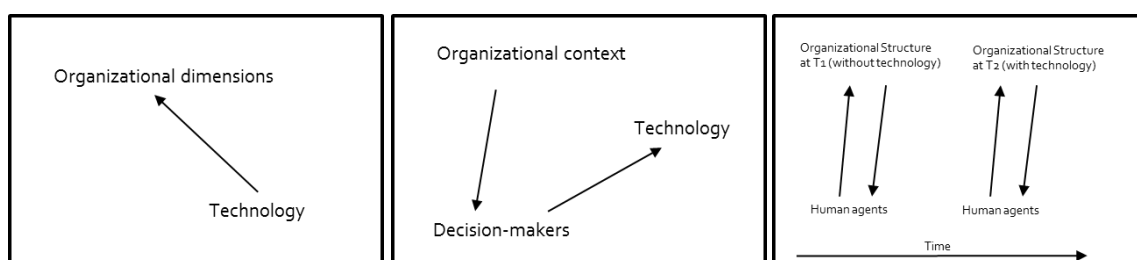 Organizational dimensions
Technology
Organizational context
Technology
Decision-makers
Organizational Structure
at T1 (without technology)
Organizational Structure
at T2 (with technology)
Human agents
Human agents
Time